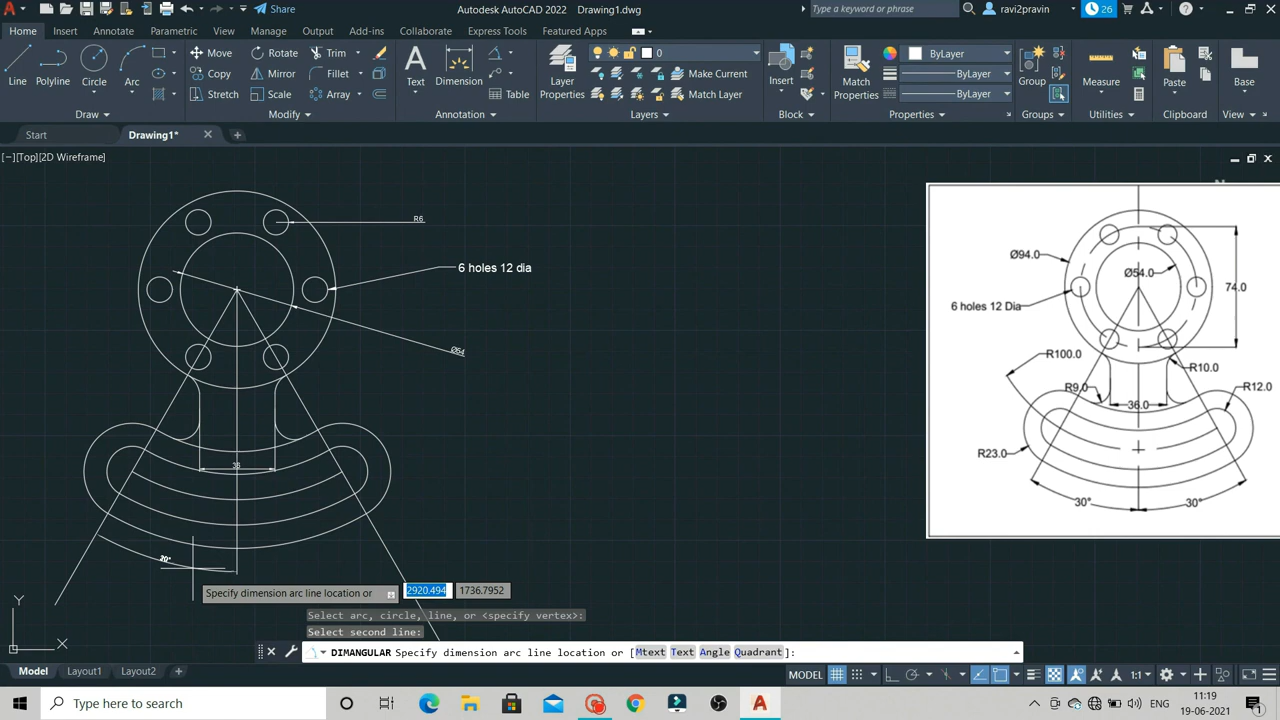 Share
Autodesk AutoCAD 2022 Drawing1.dwg
Type a keyword or phrase
ravi2pravin
26
Home Insert Annotate Parametric View Manage Output Add-ins Collaborate Express Tools Featured Apps
Line Polyline Circle Arc
Move Rotate Trim
Copy Mirror Fillet
Stretch Scale Array
Text Dimension Table
Layer Properties
0
Make Current
Match Layer
Insert
Match Properties
ByLayer
ByLayer
ByLayer
Group
Measure
Paste
Base
Draw Modify Annotation Layers Block Properties Groups Utilities Clipboard View
Start Drawing1*
[−][Top][2D Wireframe]
R6
6 holes 12 dia
36
Ø94.0
Ø54.0
74.0
6 holes 12 Dia
R100.0
R10.0
R9.0
36.0
R12.0
R23.0
30° 30°
Specify dimension arc line location or 2920.494 1736.7952
Select arc, circle, line, or <specify vertex>:
Select second line:
DIMANGULAR Specify dimension arc line location or [Mtext Text Angle Quadrant]:
Y
X
Model Layout1 Layout2
MODEL
1:1
Type here to search
ENG
11:19
19-06-2021
1